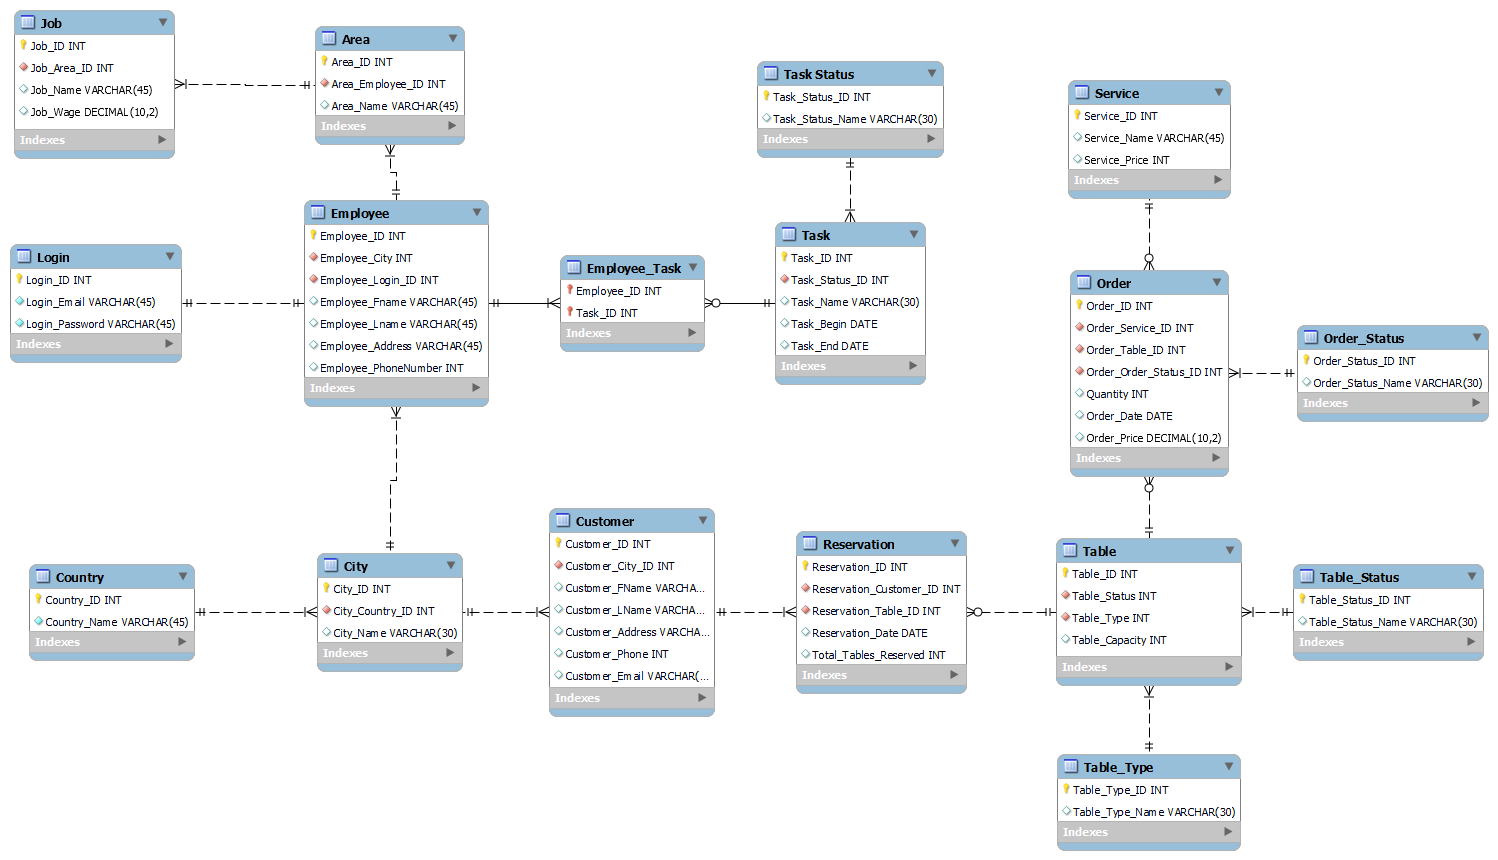 Job
Job_ID INT
Job_Area_ID INT
Job_Name VARCHAR(45)
Job_Wage DECIMAL(10,2)
Indexes
Area
Area_ID INT
Area_Employee_ID INT
Area_Name VARCHAR(45)
Indexes
Task Status
Task_Status_ID INT
Task_Status_Name VARCHAR(30)
Indexes
Service
Service_ID INT
Service_Name VARCHAR(45)
Service_Price INT
Indexes
Login
Login_ID INT
Login_Email VARCHAR(45)
Login_Password VARCHAR(45)
Indexes
Employee
Employee_ID INT
Employee_City INT
Employee_Login_ID INT
Employee_Fname VARCHAR(45)
Employee_Lname VARCHAR(45)
Employee_Address VARCHAR(45)
Employee_PhoneNumber INT
Indexes
Employee_Task
Employee_ID INT
Task_ID INT
Indexes
Task
Task_ID INT
Task_Status_ID INT
Task_Name VARCHAR(30)
Task_Begin DATE
Task_End DATE
Indexes
Order
Order_ID INT
Order_Service_ID INT
Order_Table_ID INT
Order_Order_Status_ID INT
Quantity INT
Order_Date DATE
Order_Price DECIMAL(10,2)
Indexes
Order_Status
Order_Status_ID INT
Order_Status_Name VARCHAR(30)
Indexes
Country
Country_ID INT
Country_Name VARCHAR(45)
Indexes
City
City_ID INT
City_Country_ID INT
City_Name VARCHAR(30)
Indexes
Customer
Customer_ID INT
Customer_City_ID INT
Customer_FName VARCHA...
Customer_LName VARCHA...
Customer_Address VARCHA...
Customer_Phone INT
Customer_Email VARCHAR(...
Indexes
Reservation
Reservation_ID INT
Reservation_Customer_ID INT
Reservation_Table_ID INT
Reservation_Date DATE
Total_Tables_Reserved INT
Indexes
Table
Table_ID INT
Table_Status INT
Table_Type INT
Table_Capacity INT
Indexes
Table_Status
Table_Status_ID INT
Table_Status_Name VARCHAR(30)
Indexes
Table_Type
Table_Type_ID INT
Table_Type_Name VARCHAR(30)
Indexes